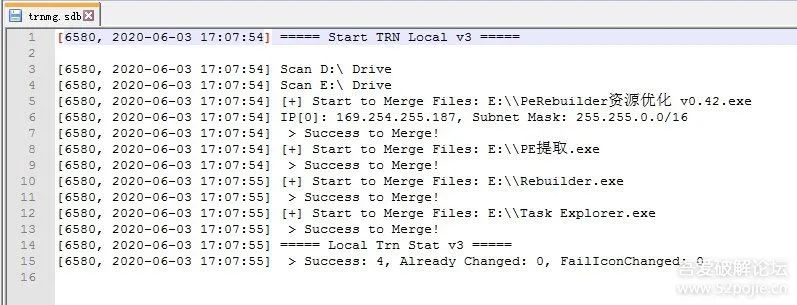 trnmg.sdb
1 [6580, 2020-06-03 17:07:54] ===== Start TRN Local v3 =====
2
3 [6580, 2020-06-03 17:07:54] Scan D:\ Drive
4 [6580, 2020-06-03 17:07:54] Scan E:\ Drive
5 [6580, 2020-06-03 17:07:54] [+] Start to Merge Files: E:\\PeRebuilder资源优化 v0.42.exe
6 [6580, 2020-06-03 17:07:54] IP[0]: 169.254.255.187, Subnet Mask: 255.255.0.0/16
7 [6580, 2020-06-03 17:07:54]  > Success to Merge!
8 [6580, 2020-06-03 17:07:54] [+] Start to Merge Files: E:\\PE提取.exe
9 [6580, 2020-06-03 17:07:55]  > Success to Merge!
10 [6580, 2020-06-03 17:07:55] [+] Start to Merge Files: E:\\Rebuilder.exe
11 [6580, 2020-06-03 17:07:55]  > Success to Merge!
12 [6580, 2020-06-03 17:07:55] [+] Start to Merge Files: E:\\Task Explorer.exe
13 [6580, 2020-06-03 17:07:55]  > Success to Merge!
14 [6580, 2020-06-03 17:07:55] ===== Local Trn Stat v3 =====
15 [6580, 2020-06-03 17:07:55]  > Success: 4, Already Changed: 0, FailIconChanged: 0
16
吾爱破解论坛
www.52pojie.cn